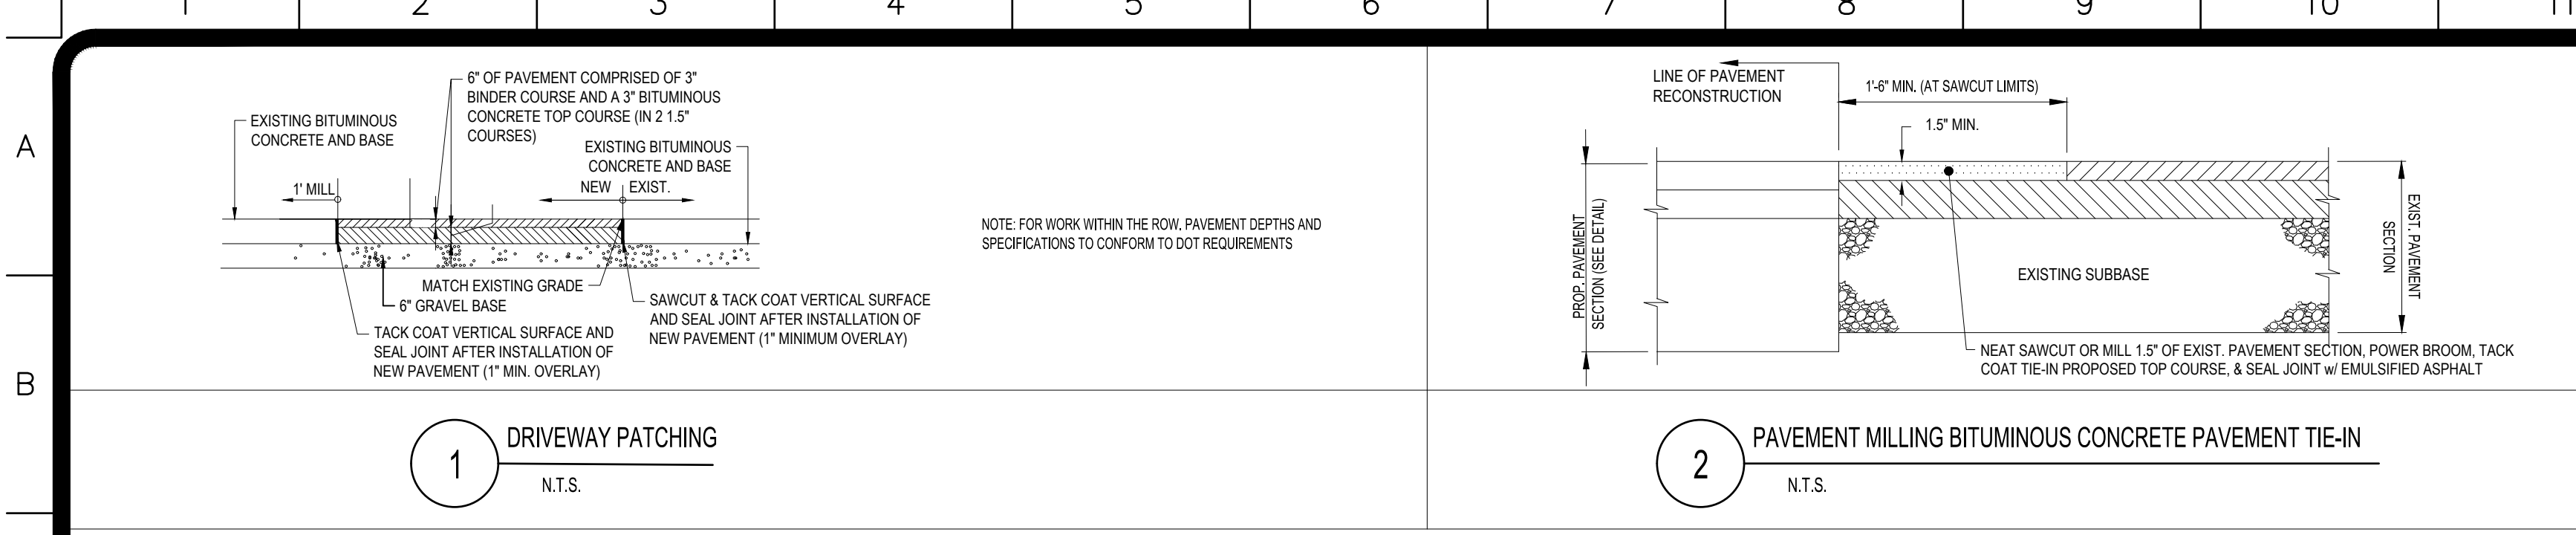 1 2 3 4 5 6 7 8 9 10 11
A
B
6" OF PAVEMENT COMPRISED OF 3"
BINDER COURSE AND A 3" BITUMINOUS
CONCRETE TOP COURSE (IN 2 1.5"
COURSES)
EXISTING BITUMINOUS
CONCRETE AND BASE
EXISTING BITUMINOUS
CONCRETE AND BASE
1' MILL
NEW EXIST.
MATCH EXISTING GRADE
6" GRAVEL BASE
SAWCUT & TACK COAT VERTICAL SURFACE
AND SEAL JOINT AFTER INSTALLATION OF
NEW PAVEMENT (1" MINIMUM OVERLAY)
TACK COAT VERTICAL SURFACE AND
SEAL JOINT AFTER INSTALLATION OF
NEW PAVEMENT (1" MIN. OVERLAY)
NOTE: FOR WORK WITHIN THE ROW, PAVEMENT DEPTHS AND
SPECIFICATIONS TO CONFORM TO DOT REQUIREMENTS
1 DRIVEWAY PATCHING
N.T.S.
LINE OF PAVEMENT
RECONSTRUCTION
1'-6" MIN. (AT SAWCUT LIMITS)
1.5" MIN.
PROP. PAVEMENT
SECTION (SEE DETAIL)
EXISTING SUBBASE
EXIST. PAVEMENT
SECTION
NEAT SAWCUT OR MILL 1.5" OF EXIST. PAVEMENT SECTION, POWER BROOM, TACK
COAT TIE-IN PROPOSED TOP COURSE, & SEAL JOINT w/ EMULSIFIED ASPHALT
2 PAVEMENT MILLING BITUMINOUS CONCRETE PAVEMENT TIE-IN
N.T.S.